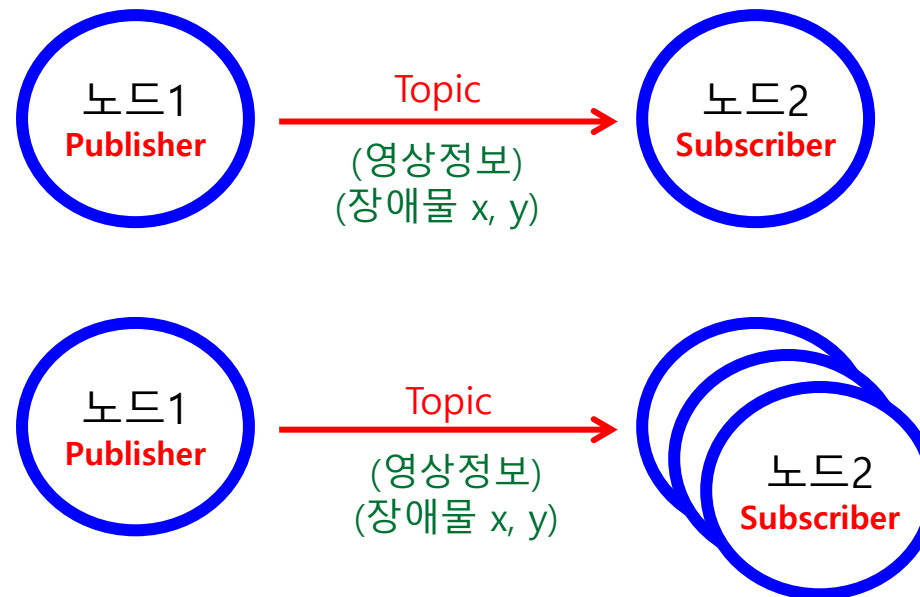 노드1
Publisher
Topic
(영상정보)
(장애물 x, y)
노드2
Subscriber
노드1
Publisher
Topic
(영상정보)
(장애물 x, y)
노드2
Subscriber